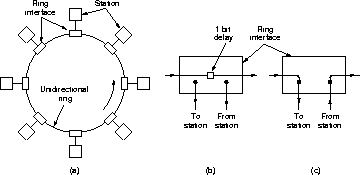 (a)
Ring
interface
Station
Unidirectional
ring
(a)
(b)
1 bit
delay
Ring
interface
(c)
To
station
From
station
To
station
From
station
(b)
(c)